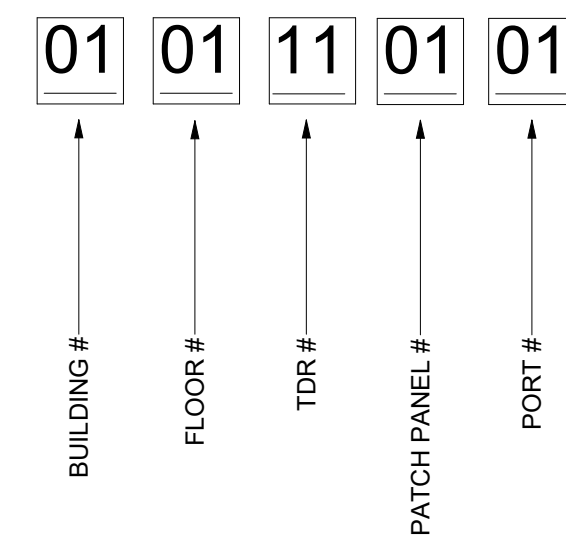 01 01 11 01 01
BUILDING #
FLOOR #
TDR #
PATCH PANEL #
PORT #